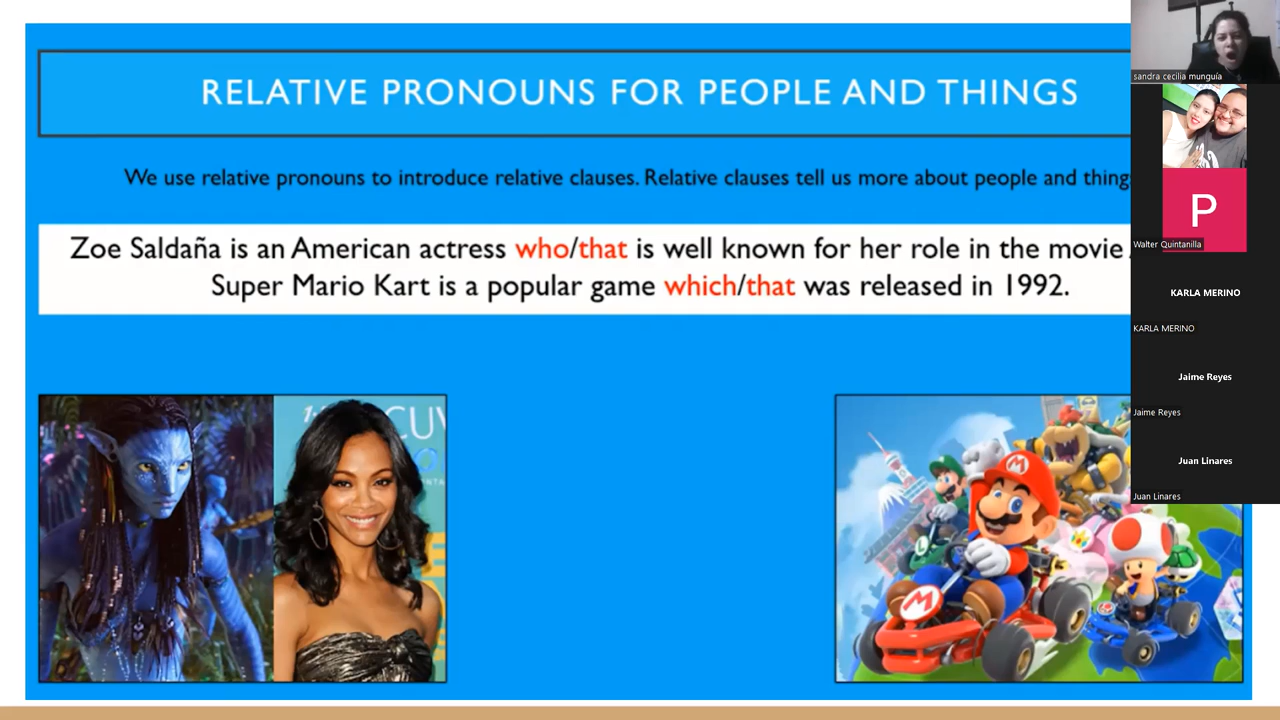 RELATIVE PRONOUNS FOR PEOPLE AND THINGS
We use relative pronouns to introduce relative clauses. Relative clauses tell us more about people and thing
Zoe Saldaña is an American actress who/that is well known for her role in the movie
Super Mario Kart is a popular game which/that was released in 1992.
sandra cecilia munguía
P
Walter Quintanilla
KARLA MERINO
KARLA MERINO
Jaime Reyes
Jaime Reyes
Juan Linares
Juan Linares
CUV
M
M
L